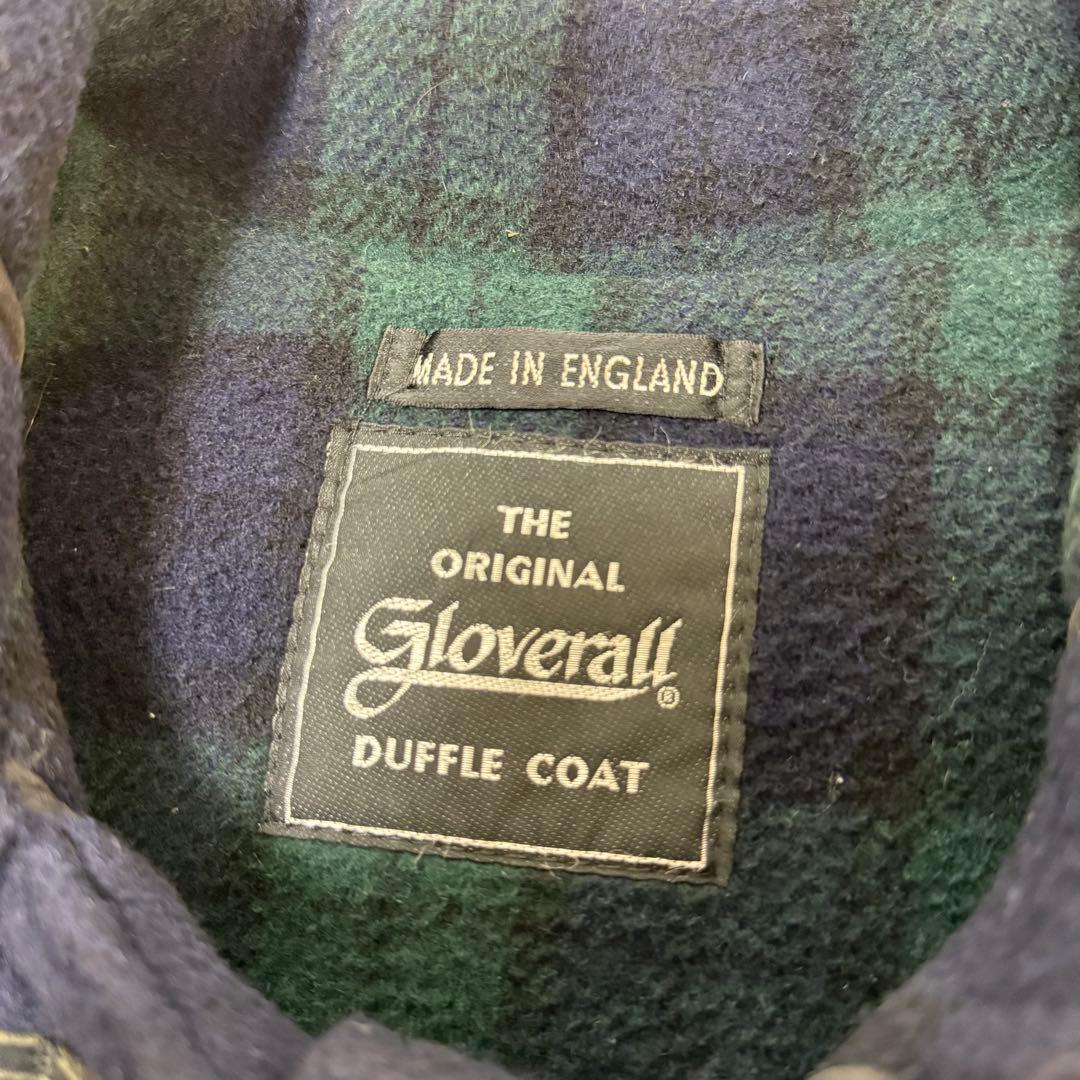 MADE IN ENGLAND
THE
ORIGINAL
Gloverall®
DUFFLE COAT